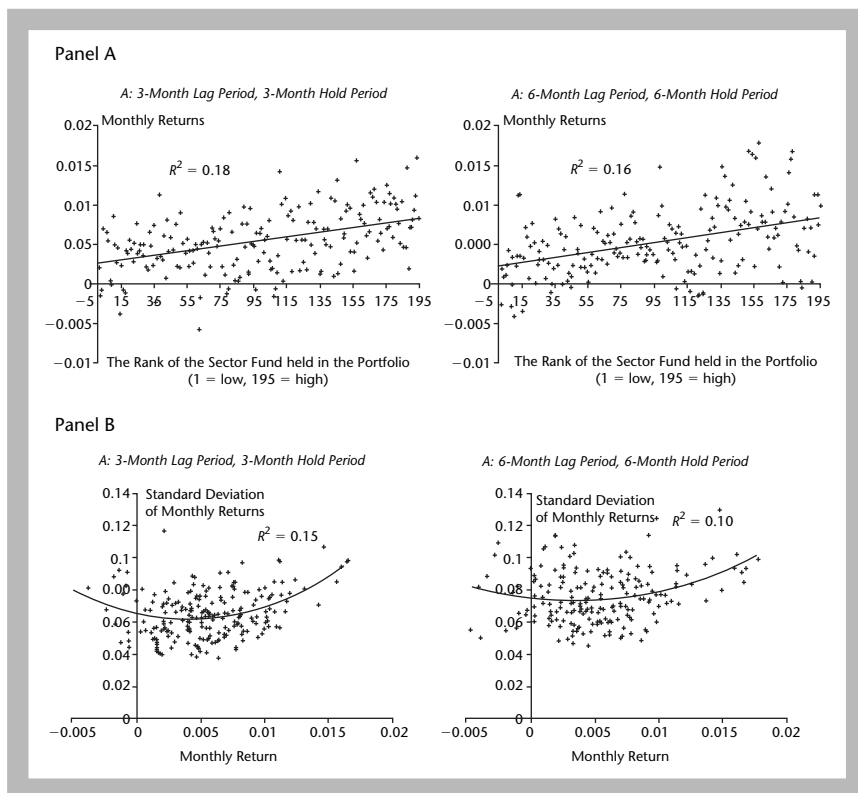 Panel A
A: 3-Month Lag Period, 3-Month Hold Period
Monthly Returns
0.02
0.015
0.01
0.05
0
−0.005
−0.01
R² = 0.18
−5 15 35 55 75 95 115 135 155 175 195
The Rank of the Sector Fund held in the Portfolio
(1 = low, 195 = high)
A: 6-Month Lag Period, 6-Month Hold Period
Monthly Returns
0.02
0.015
0.01
0.000
0
−0.005
−0.01
R² = 0.16
−5 15 35 55 75 95 115 135 155 175 195
The Rank of the Sector Fund held in the Portfolio
(1 = low, 195 = high)
Panel B
A: 3-Month Lag Period, 3-Month Hold Period
Standard Deviation
of Monthly Returns
0.14
0.12
0.1
0.08
0.06
0.04
0.02
0
R² = 0.15
−0.005 0 0.005 0.01 0.015 0.02
Monthly Return
A: 6-Month Lag Period, 6-Month Hold Period
Standard Deviation
of Monthly Returns
0.14
0.12
0.1
0.08
0.06
0.04
0.02
0
R² = 0.10
−0.005 0 0.005 0.01 0.015 0.02
Monthly Return